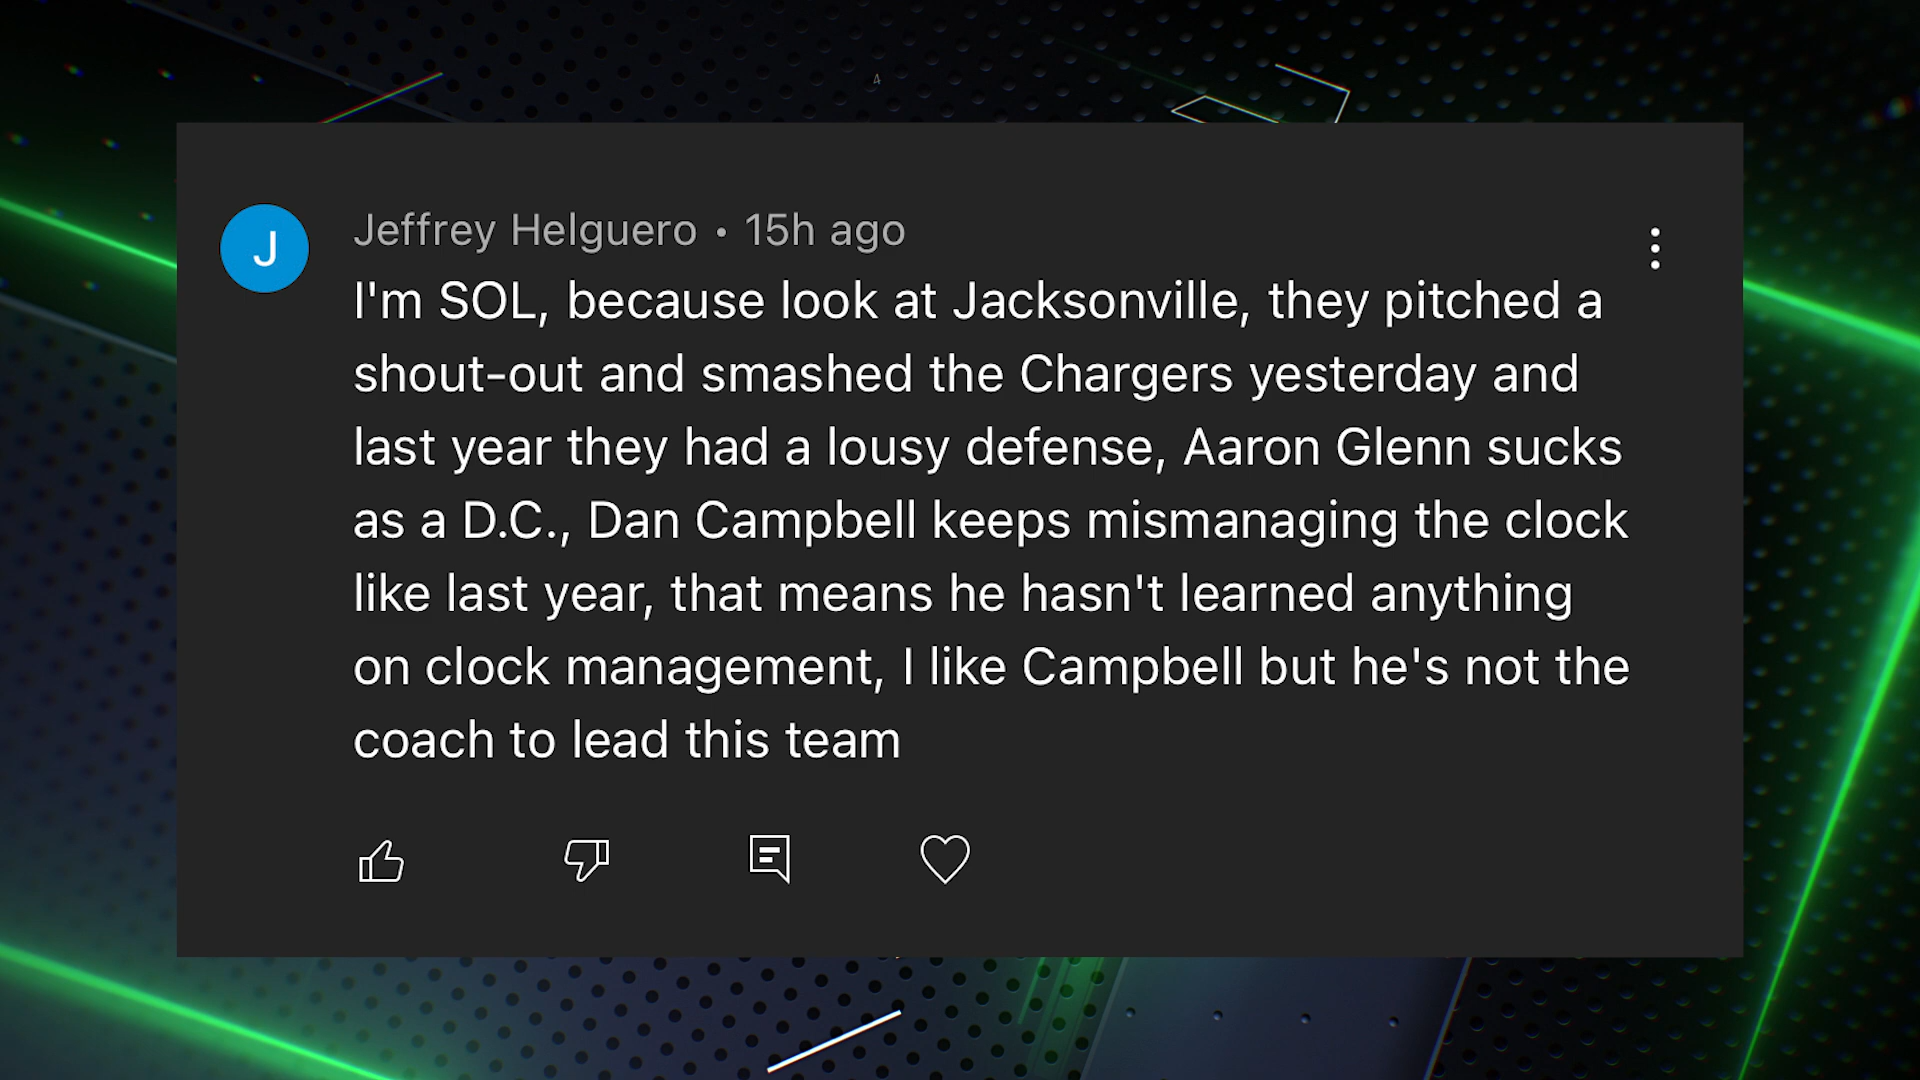 4
J
Jeffrey Helguero • 15h ago
I'm SOL, because look at Jacksonville, they pitched a
shout-out and smashed the Chargers yesterday and
last year they had a lousy defense, Aaron Glenn sucks
as a D.C., Dan Campbell keeps mismanaging the clock
like last year, that means he hasn't learned anything
on clock management, I like Campbell but he's not the
coach to lead this team